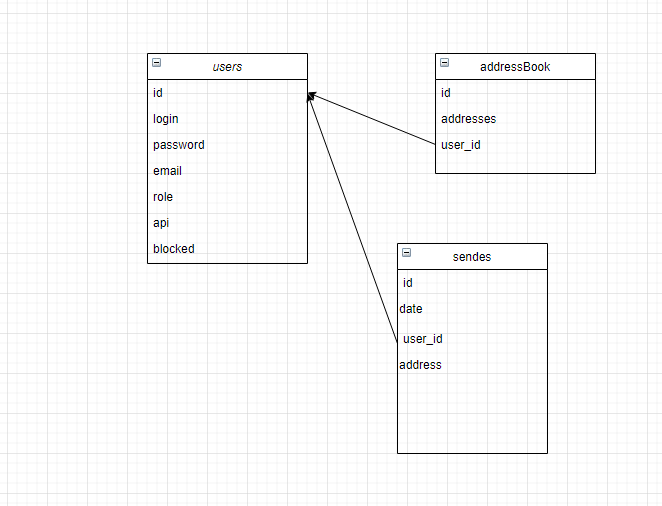 users
id
login
password
email
role
api
blocked
addressBook
id
addresses
user_id
sendes
id
date
user_id
address